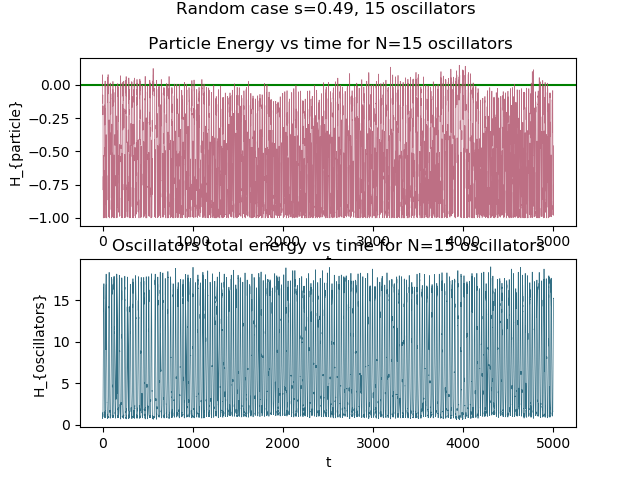 Random case s=0.49, 15 oscillators
Particle Energy vs time for N=15 oscillators
H_{particle}
0.00
−0.25
−0.50
−0.75
−1.00
0 1000 2000 3000 4000 5000
t
Oscillators total energy vs time for N=15 oscillators
H_{oscillators}
15
10
5
0
0 1000 2000 3000 4000 5000
t